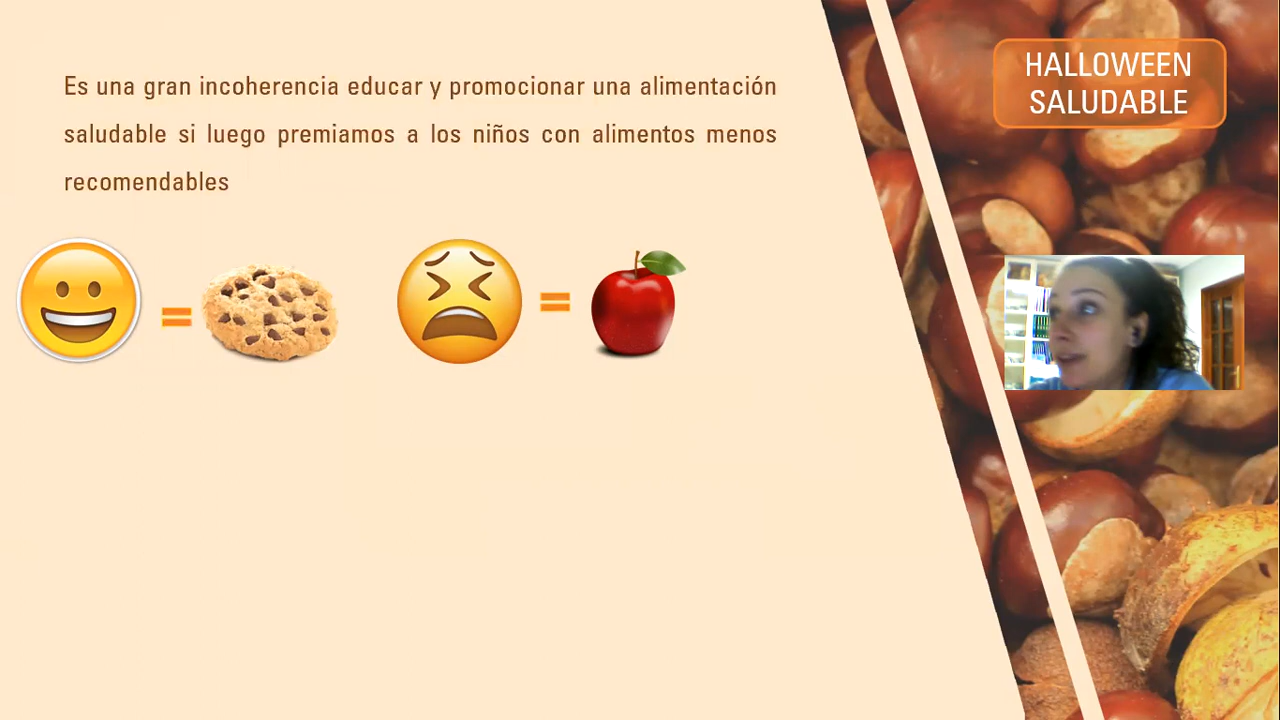 Es una gran incoherencia educar y promocionar una alimentación
saludable si luego premiamos a los niños con alimentos menos
recomendables
HALLOWEEN
SALUDABLE
=
=